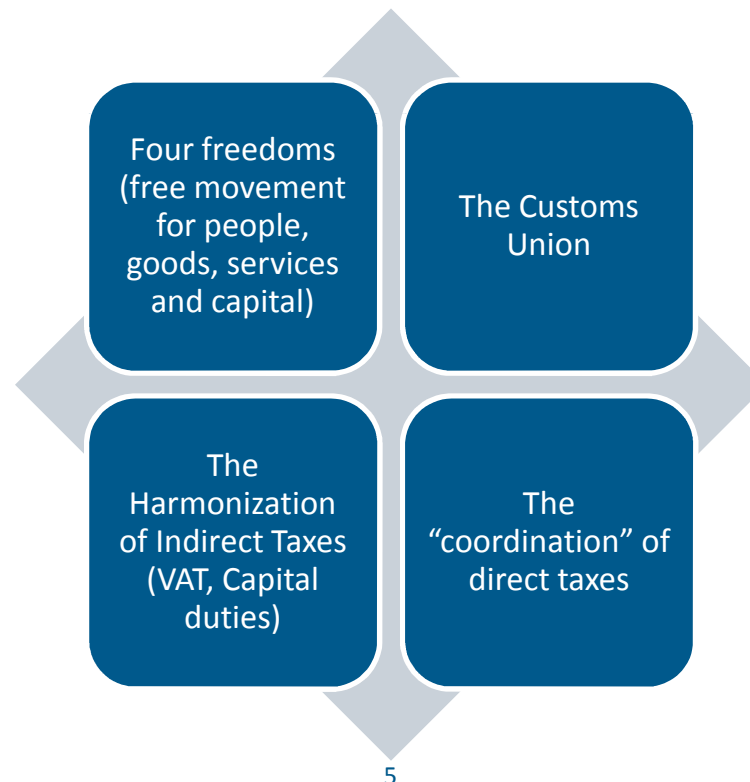 Four freedoms
(free movement
for people,
goods, services
and capital)
The Customs
Union
The
Harmonization
of Indirect Taxes
(VAT, Capital
duties)
The
“coordination” of
direct taxes
5